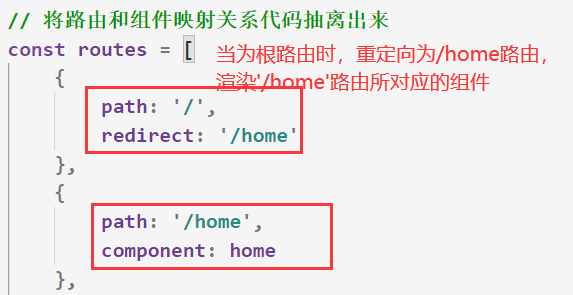 // 将路由和组件映射关系代码抽离出来
const routes = [
当为根路由时，重定向为/home路由，
渲染'/home'路由所对应的组件
{
path: '/',
redirect: '/home'
},
{
path: '/home',
component: home
},